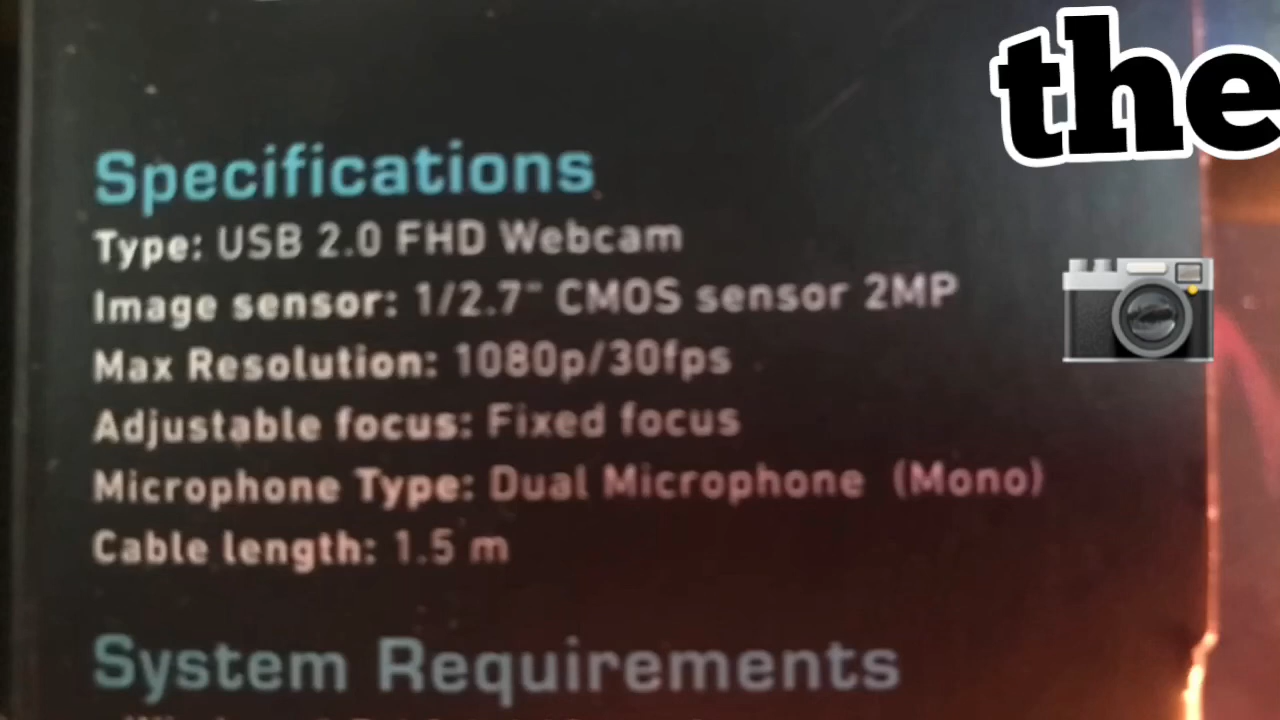 the
Specifications
Type: USB 2.0 FHD Webcam
Image sensor: 1/2.7" CMOS sensor 2MP
Max Resolution: 1080p/30fps
Adjustable focus: Fixed focus
Microphone Type: Dual Microphone (Mono)
Cable length: 1.5 m
System Requirements